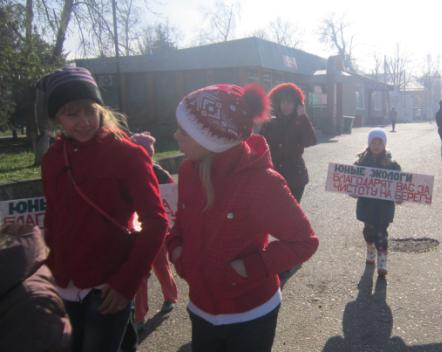 ЮНЫЕ ЭКОЛОГИ
БЛАГОДАРЯТ ВАС ЗА
ЧИСТОТУ НА БЕРЕГУ